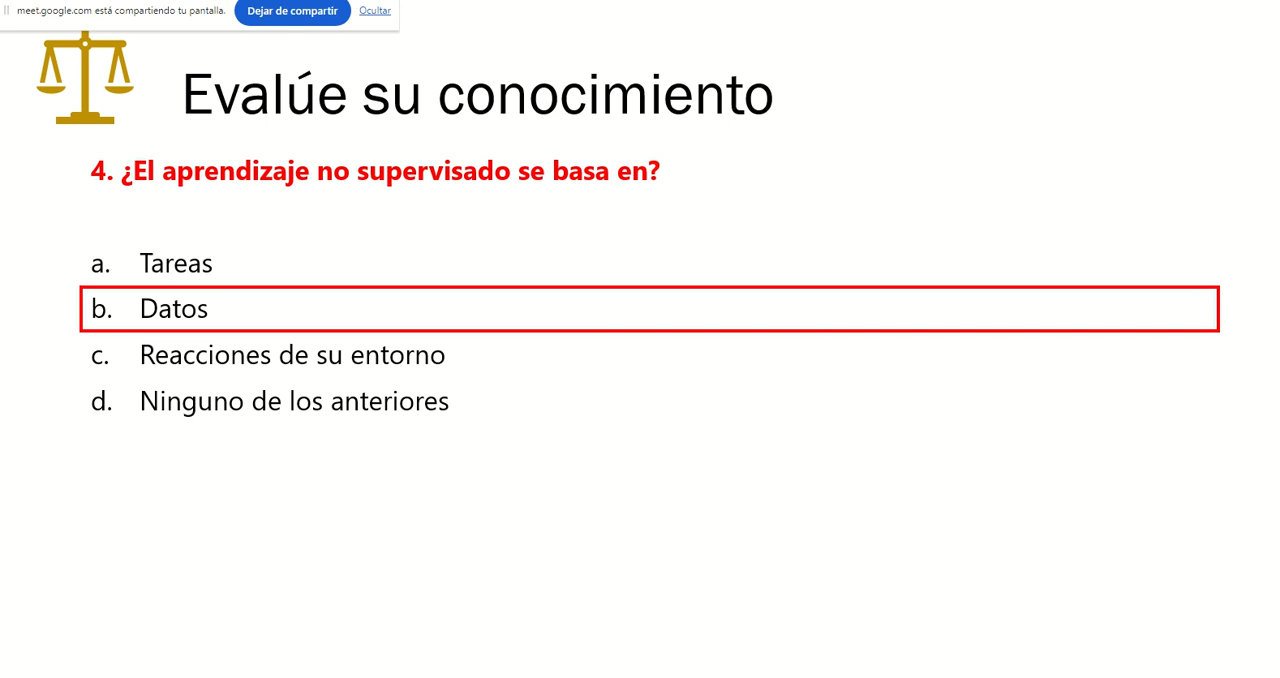 meet.google.com está compartiendo tu pantalla. Dejar de compartir Ocultar
Evalúe su conocimiento
4. ¿El aprendizaje no supervisado se basa en?
a. Tareas
b. Datos
c. Reacciones de su entorno
d. Ninguno de los anteriores